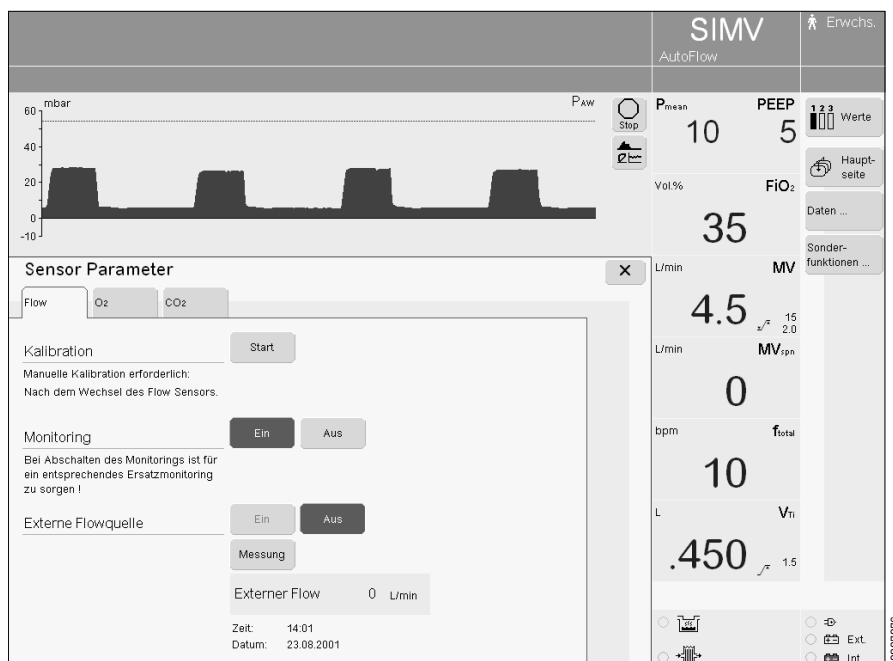 SIMV
AutoFlow
Erwchs.
mbar
PAW
60
40
20
0
-10
Stop
Pmean
PEEP
10
5
1 2 3
Werte
Haupt-
seite
Vol.%
FiO2
35
Daten ...
Sonder-
funktionen ...
Sensor Parameter
X
L/min
MV
4.5
15
2.0
Flow
O2
CO2
Kalibration
Start
Manuelle Kalibration erforderlich:
Nach dem Wechsel des Flow Sensors.
L/min
MVspn
0
Monitoring
Ein
Aus
Bei Abschalten des Monitorings ist für
ein entsprechendes Ersatzmonitoring
zu sorgen !
bpm
ftotal
10
Externe Flowquelle
Ein
Aus
Messung
L
VTi
.450
1.5
Externer Flow
0
L/min
Zeit:
14:01
Datum:
23.08.2001
Ext.
Int.